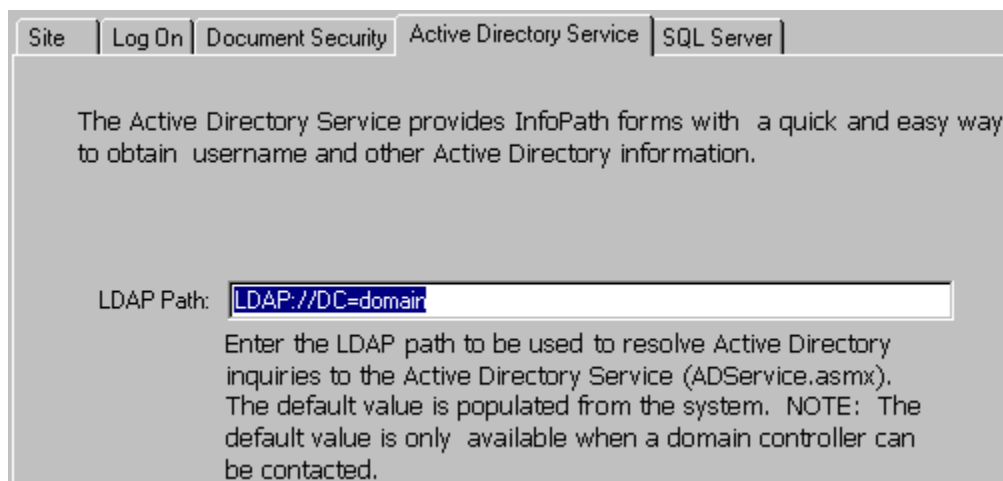 Site Log On Document Security Active Directory Service SQL Server
The Active Directory Service provides InfoPath forms with a quick and easy way
to obtain username and other Active Directory information.
LDAP Path: LDAP://DC=domain
Enter the LDAP path to be used to resolve Active Directory
inquiries to the Active Directory Service (ADService.asmx).
The default value is populated from the system. NOTE: The
default value is only available when a domain controller can
be contacted.